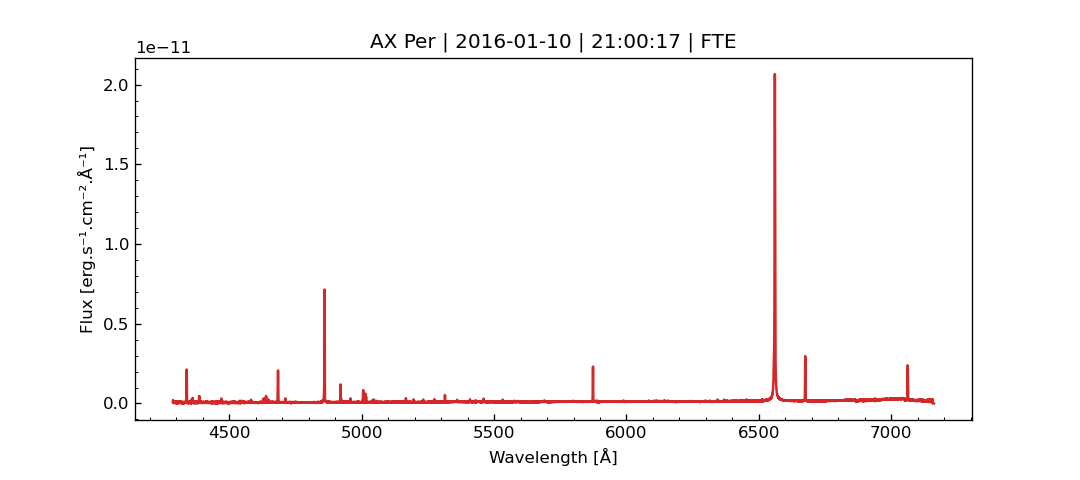 AX Per | 2016-01-10 | 21:00:17 | FTE
1e−11
2.0
1.5
1.0
0.5
0.0
Flux [erg.s⁻¹.cm⁻².Å⁻¹]
4500 5000 5500 6000 6500 7000
Wavelength [Å]